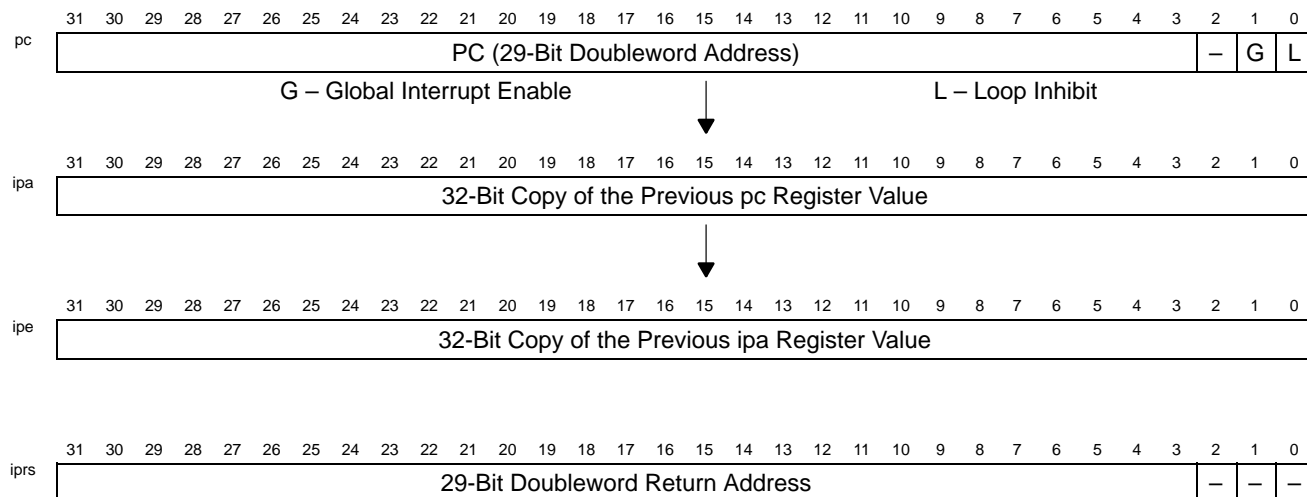 31 30 29 28 27 26 25 24 23 22 21 20 19 18 17 16 15 14 13 12 11 10 9 8 7 6 5 4 3 2 1 0
pc PC (29-Bit Doubleword Address) – G L
G – Global Interrupt Enable L – Loop Inhibit
31 30 29 28 27 26 25 24 23 22 21 20 19 18 17 16 15 14 13 12 11 10 9 8 7 6 5 4 3 2 1 0
ipa 32-Bit Copy of the Previous pc Register Value
31 30 29 28 27 26 25 24 23 22 21 20 19 18 17 16 15 14 13 12 11 10 9 8 7 6 5 4 3 2 1 0
ipe 32-Bit Copy of the Previous ipa Register Value
31 30 29 28 27 26 25 24 23 22 21 20 19 18 17 16 15 14 13 12 11 10 9 8 7 6 5 4 3 2 1 0
iprs 29-Bit Doubleword Return Address – – –